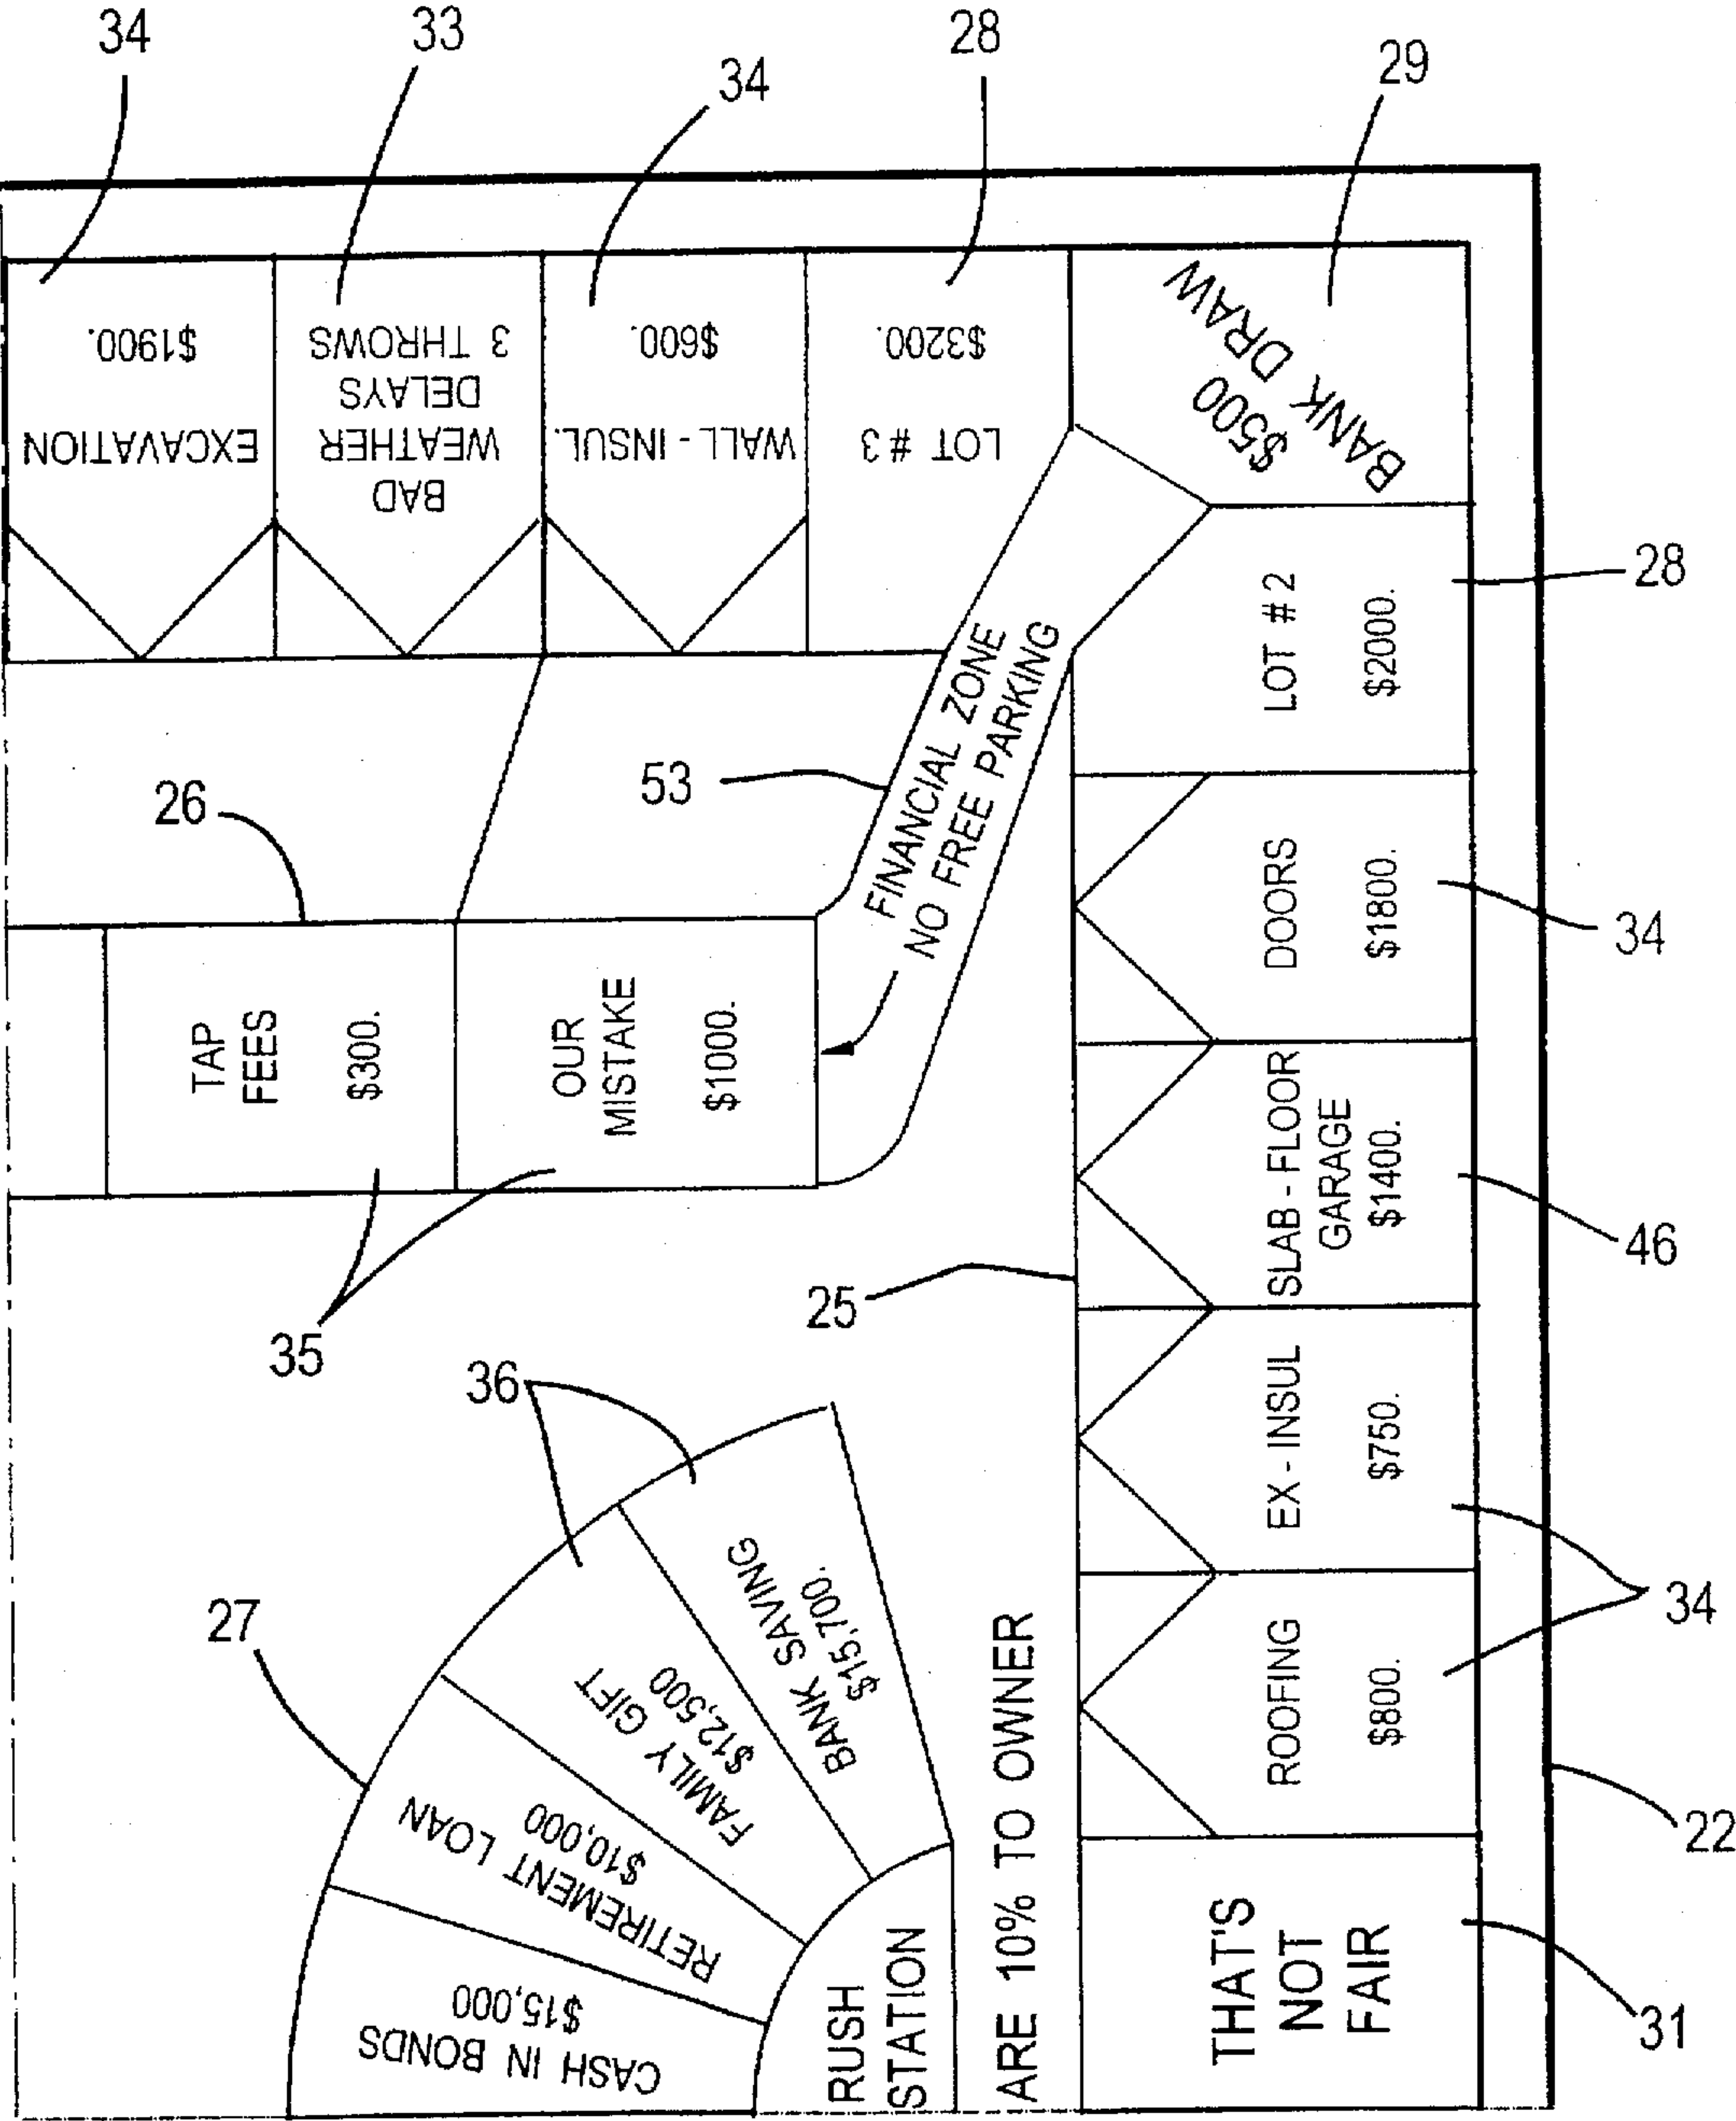 34
33
34
28
29
EXCAVATION
$1900.
BAD
WEATHER
DELAYS
3 THROWS
WALL - INSUL.
$600.
LOT # 3
$3200.
$500
BANK DRAW
28
LOT # 2
$2000.
53
FINANCIAL ZONE
NO FREE PARKING
26
TAP
FEES
$300.
OUR
MISTAKE
$1000.
35
DOORS
$1800.
34
SLAB - FLOOR
GARAGE
$1400.
46
25
EX - INSUL
$750.
ROOFING
$800.
34
36
27
BANK SAVING
$15,700.
FAMILY GIFT
$12,500
RETIREMENT LOAN
$10,000
CASH IN BONDS
$15,000
RUSH
STATION
ARE 10% TO OWNER
THAT'S
NOT
FAIR
22
31